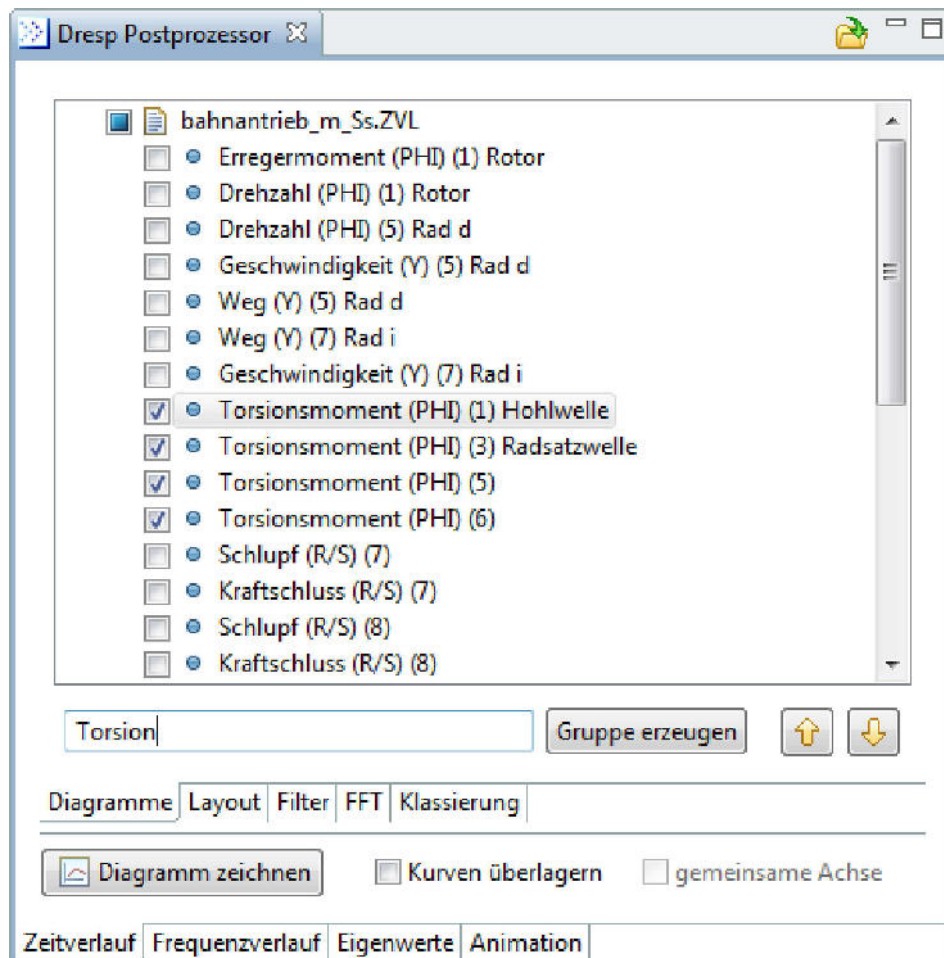 Dresp Postprozessor
bahnantrieb_m_Ss.ZVL
Erregermoment (PHI) (1) Rotor
Drehzahl (PHI) (1) Rotor
Drehzahl (PHI) (5) Rad d
Geschwindigkeit (Y) (5) Rad d
Weg (Y) (5) Rad d
Weg (Y) (7) Rad i
Geschwindigkeit (Y) (7) Rad i
Torsionsmoment (PHI) (1) Hohlwelle
Torsionsmoment (PHI) (3) Radsatzwelle
Torsionsmoment (PHI) (5)
Torsionsmoment (PHI) (6)
Schlupf (R/S) (7)
Kraftschluss (R/S) (7)
Schlupf (R/S) (8)
Kraftschluss (R/S) (8)
Torsion Gruppe erzeugen
Diagramme Layout Filter FFT Klassierung
Diagramm zeichnen Kurven überlagern gemeinsame Achse
Zeitverlauf Frequenzverlauf Eigenwerte Animation